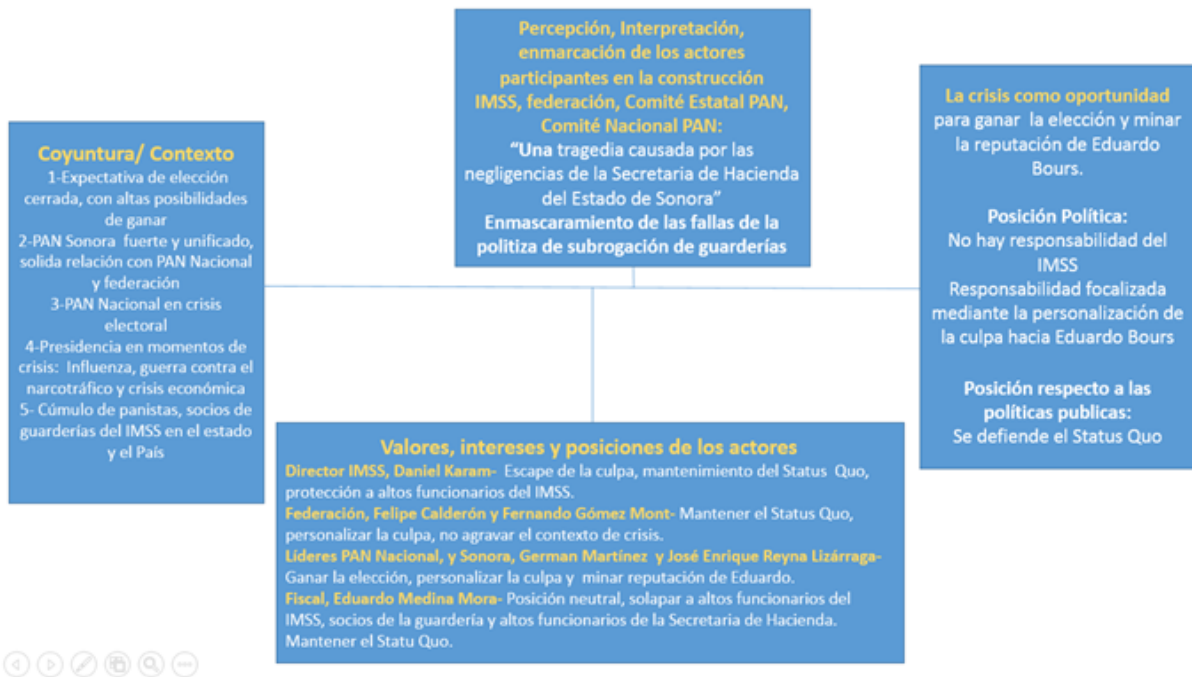 Coyuntura/ Contexto
1-Expectativa de elección
cerrada, con altas posibilidades
de ganar
2-PAN Sonora fuerte y unificado,
solida relación con PAN Nacional
y federación
3-PAN Nacional en crisis
electoral
4-Presidencia en momentos de
crisis: Influenza, guerra contra el
narcotráfico y crisis económica
5- Cúmulo de panistas, socios de
guarderías del IMSS en el estado
y el País
Percepción, Interpretación,
enmarcación de los actores
participantes en la construcción
IMSS, federación, Comité Estatal PAN,
Comité Nacional PAN:
“Una tragedia causada por las
negligencias de la Secretaria de Hacienda
del Estado de Sonora”
Enmascaramiento de las fallas de la
politiza de subrogación de guarderías
La crisis como oportunidad
para ganar la elección y minar
la reputación de Eduardo
Bours.
Posición Política:
No hay responsabilidad del
IMSS
Responsabilidad focalizada
mediante la personalización de
la culpa hacia Eduardo Bours
Posición respecto a las
políticas publicas:
Se defiende el Status Quo
Valores, intereses y posiciones de los actores
Director IMSS, Daniel Karam- Escape de la culpa, mantenimiento del Status Quo,
protección a altos funcionarios del IMSS.
Federación, Felipe Calderón y Fernando Gómez Mont- Mantener el Status Quo,
personalizar la culpa, no agravar el contexto de crisis.
Líderes PAN Nacional, y Sonora, German Martínez y José Enrique Reyna Lizárraga-
Ganar la elección, personalizar la culpa y minar reputación de Eduardo.
Fiscal, Eduardo Medina Mora- Posición neutral, solapar a altos funcionarios del
IMSS, socios de la guardería y altos funcionarios de la Secretaria de Hacienda.
Mantener el Statu Quo.